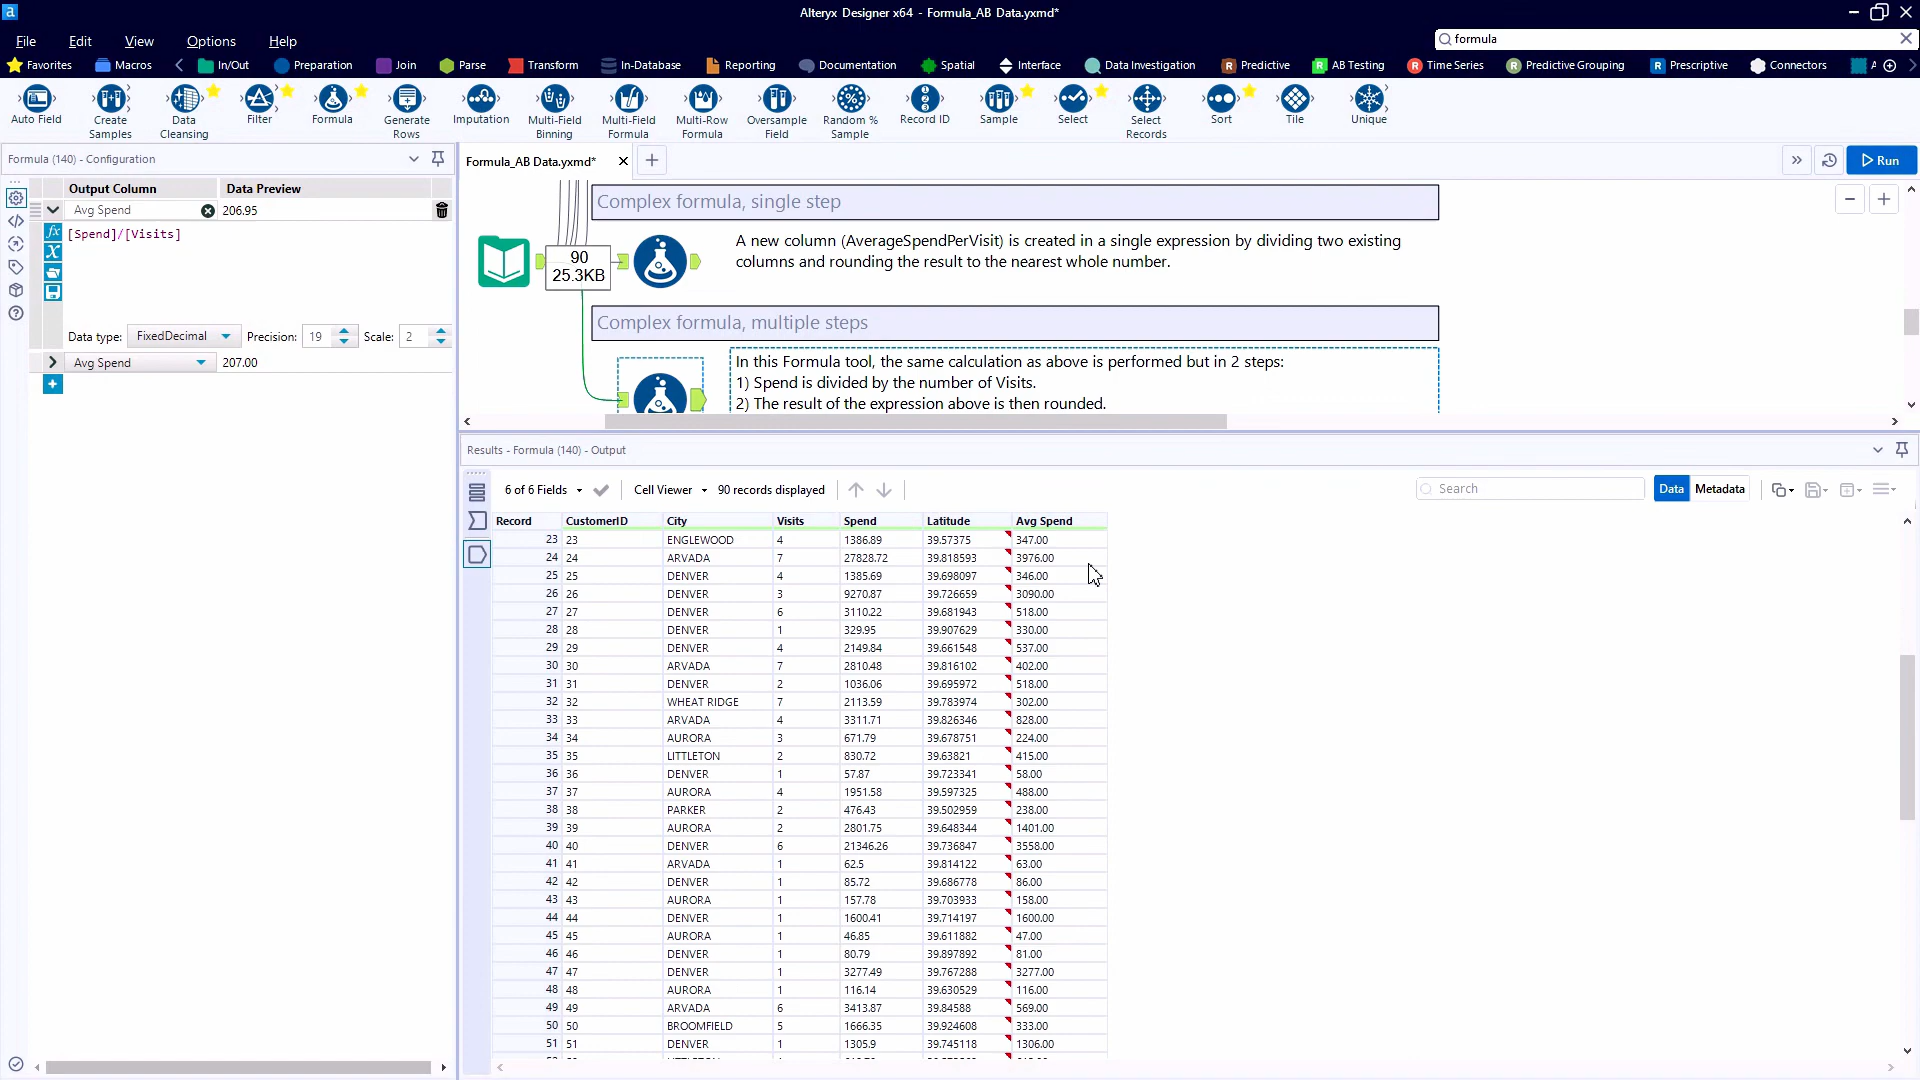 Alteryx Designer x64 - Formula_AB Data.yxmd*
File Edit View Options Help
formula
Favorites Macros In/Out Preparation Join Parse Transform In-Database Reporting Documentation Spatial Interface Data Investigation Predictive AB Testing Time Series Predictive Grouping Prescriptive Connectors
Auto Field
Create Samples
Data Cleansing
Filter
Formula
Generate Rows
Imputation
Multi-Field Binning
Multi-Field Formula
Multi-Row Formula
Oversample Field
Random % Sample
Record ID
Sample
Select
Select Records
Sort
Tile
Unique
Formula (140) - Configuration
Output Column Data Preview
Avg Spend 206.95
[Spend]/[Visits]
Data type: FixedDecimal Precision: 19 Scale: 2
Avg Spend 207.00
Formula_AB Data.yxmd*
Run
Complex formula, single step
90
25.3KB
A new column (AverageSpendPerVisit) is created in a single expression by dividing two existing
columns and rounding the result to the nearest whole number.
Complex formula, multiple steps
In this Formula tool, the same calculation as above is performed but in 2 steps:
1) Spend is divided by the number of Visits.
2) The result of the expression above is then rounded.
Results - Formula (140) - Output
6 of 6 Fields Cell Viewer 90 records displayed Search Data Metadata
Record CustomerID City Visits Spend Latitude Avg Spend
23 23 ENGLEWOOD 4 1386.89 39.57375 347.00
24 24 ARVADA 7 27828.72 39.818593 3976.00
25 25 DENVER 4 1385.69 39.698097 346.00
26 26 DENVER 3 9270.87 39.726659 3090.00
27 27 DENVER 6 3110.22 39.681943 518.00
28 28 DENVER 1 329.95 39.907629 330.00
29 29 DENVER 4 2149.84 39.661548 537.00
30 30 ARVADA 7 2810.48 39.816102 402.00
31 31 DENVER 2 1036.06 39.695972 518.00
32 32 WHEAT RIDGE 7 2113.59 39.783974 302.00
33 33 ARVADA 4 3311.71 39.826346 828.00
34 34 AURORA 3 671.79 39.678751 224.00
35 35 LITTLETON 2 830.72 39.63821 415.00
36 36 DENVER 1 57.87 39.723341 58.00
37 37 AURORA 4 1951.58 39.597325 488.00
38 38 PARKER 2 476.43 39.502959 238.00
39 39 AURORA 2 2801.75 39.648344 1401.00
40 40 DENVER 6 21346.26 39.736847 3558.00
41 41 ARVADA 1 62.5 39.814122 63.00
42 42 DENVER 1 85.72 39.686778 86.00
43 43 AURORA 1 157.78 39.703933 158.00
44 44 DENVER 1 1600.41 39.714197 1600.00
45 45 AURORA 1 46.85 39.611882 47.00
46 46 DENVER 1 80.79 39.897892 81.00
47 47 DENVER 1 3277.49 39.767288 3277.00
48 48 AURORA 1 116.14 39.630529 116.00
49 49 ARVADA 6 3413.87 39.84588 569.00
50 50 BROOMFIELD 5 1666.35 39.924608 333.00
51 51 DENVER 1 1305.9 39.745118 1306.00